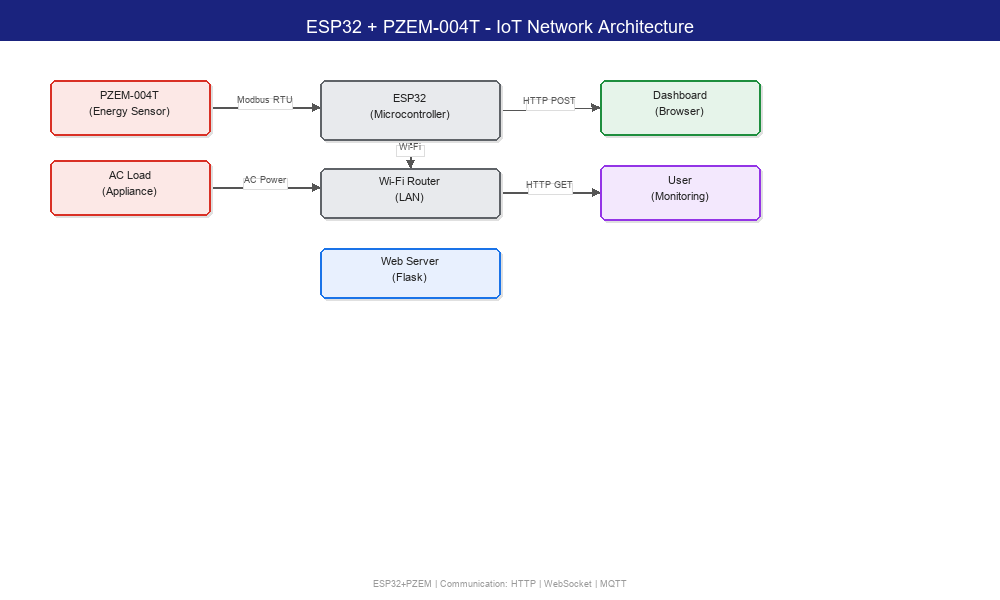 ESP32 + PZEM-004T - IoT Network Architecture
PZEM-004T
(Energy Sensor)
Modbus RTU
ESP32
(Microcontroller)
HTTP POST
Dashboard
(Browser)
Wi-Fi
AC Load
(Appliance)
AC Power
Wi-Fi Router
(LAN)
HTTP GET
User
(Monitoring)
Web Server
(Flask)
ESP32+PZEM | Communication: HTTP | WebSocket | MQTT